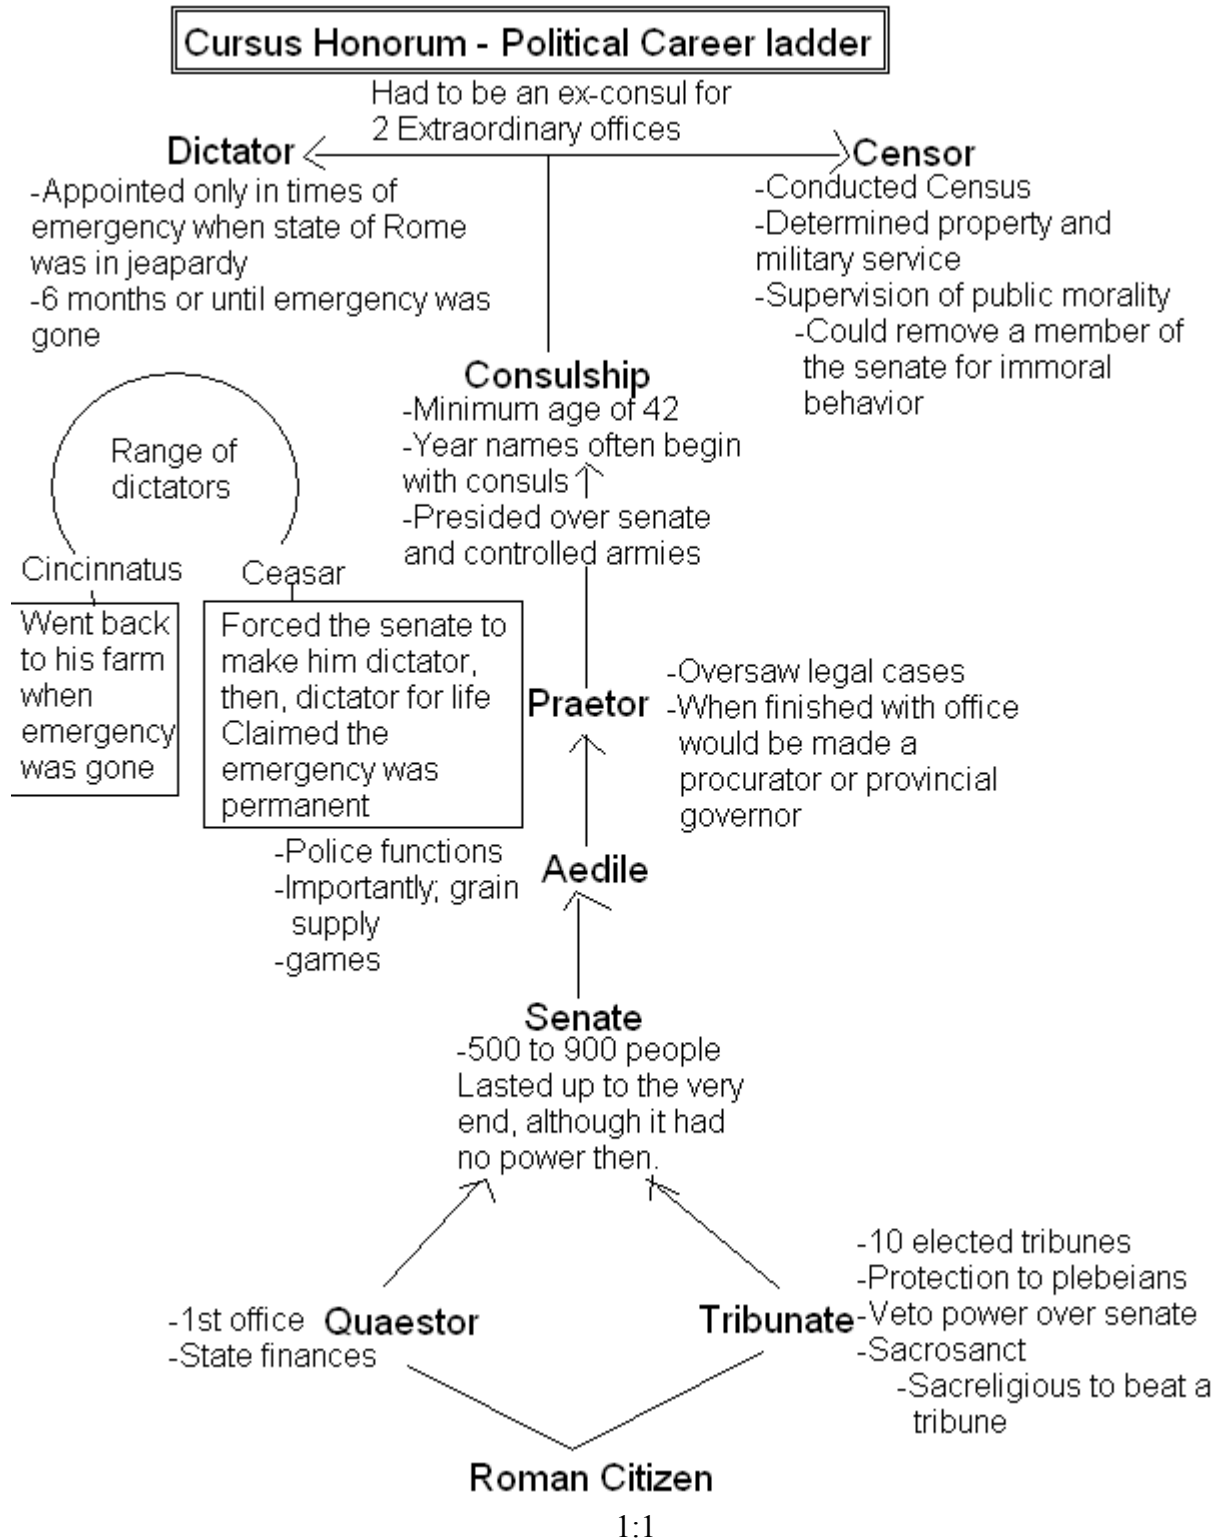 Cursus Honorum - Political Career ladder
Had to be an ex-consul for
2 Extraordinary offices
Dictator
-Appointed only in times of
emergency when state of Rome
was in jeapardy
-6 months or until emergency was
gone
Censor
-Conducted Census
-Determined property and
military service
-Supervision of public morality
-Could remove a member of
the senate for immoral
behavior
Consulship
-Minimum age of 42
-Year names often begin
with consuls
-Presided over senate
and controlled armies
Range of
dictators
Cincinnatus
Ceasar
Went back
to his farm
when
emergency
was gone
Forced the senate to
make him dictator,
then, dictator for life
Claimed the
emergency was
permanent
Praetor
-Oversaw legal cases
-When finished with office
would be made a
procurator or provincial
governor
Aedile
-Police functions
-Importantly; grain
supply
-games
Senate
-500 to 900 people
Lasted up to the very
end, although it had
no power then.
-1st office
-State finances
Quaestor
Tribunate
-10 elected tribunes
-Protection to plebeians
-Veto power over senate
-Sacrosanct
-Sacreligious to beat a
tribune
Roman Citizen
1:1